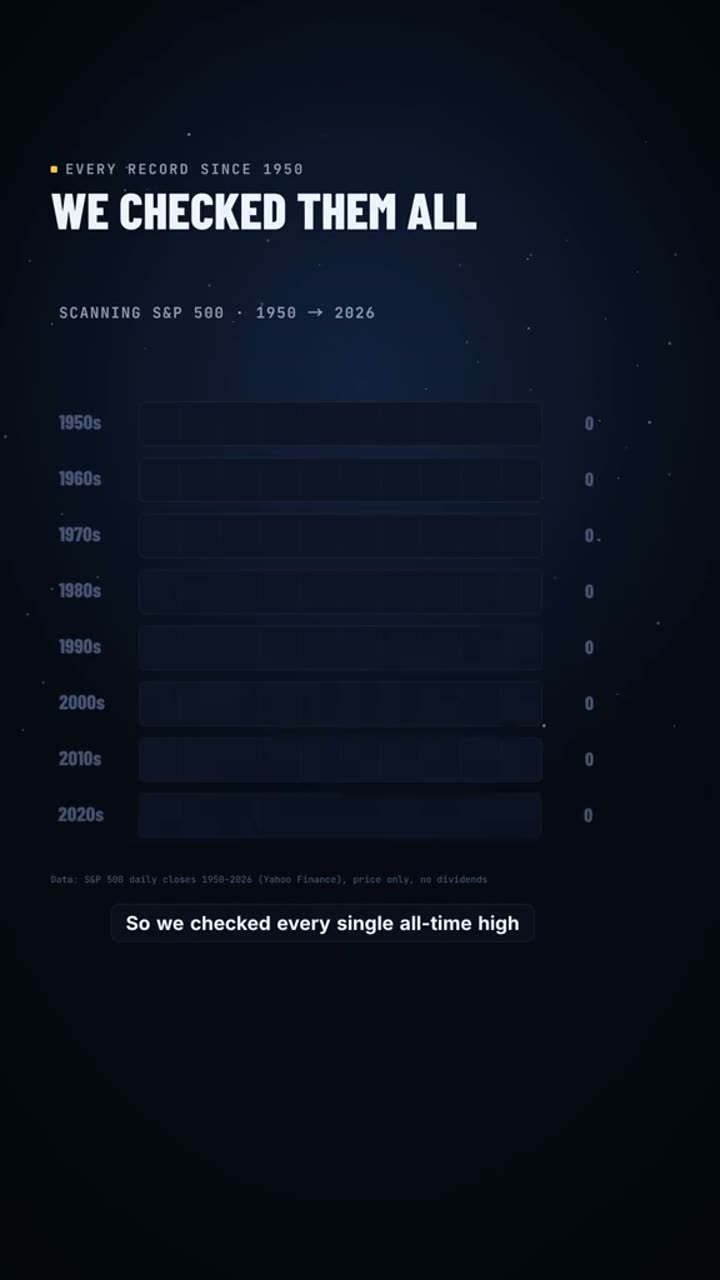 EVERY RECORD SINCE 1950
WE CHECKED THEM ALL
SCANNING S&P 500 · 1950 → 2026
1950s 0
1960s 0
1970s 0
1980s 0
1990s 0
2000s 0
2010s 0
2020s 0
Data: S&P 500 daily closes 1950–2026 (Yahoo Finance), price only, no dividends
So we checked every single all-time high